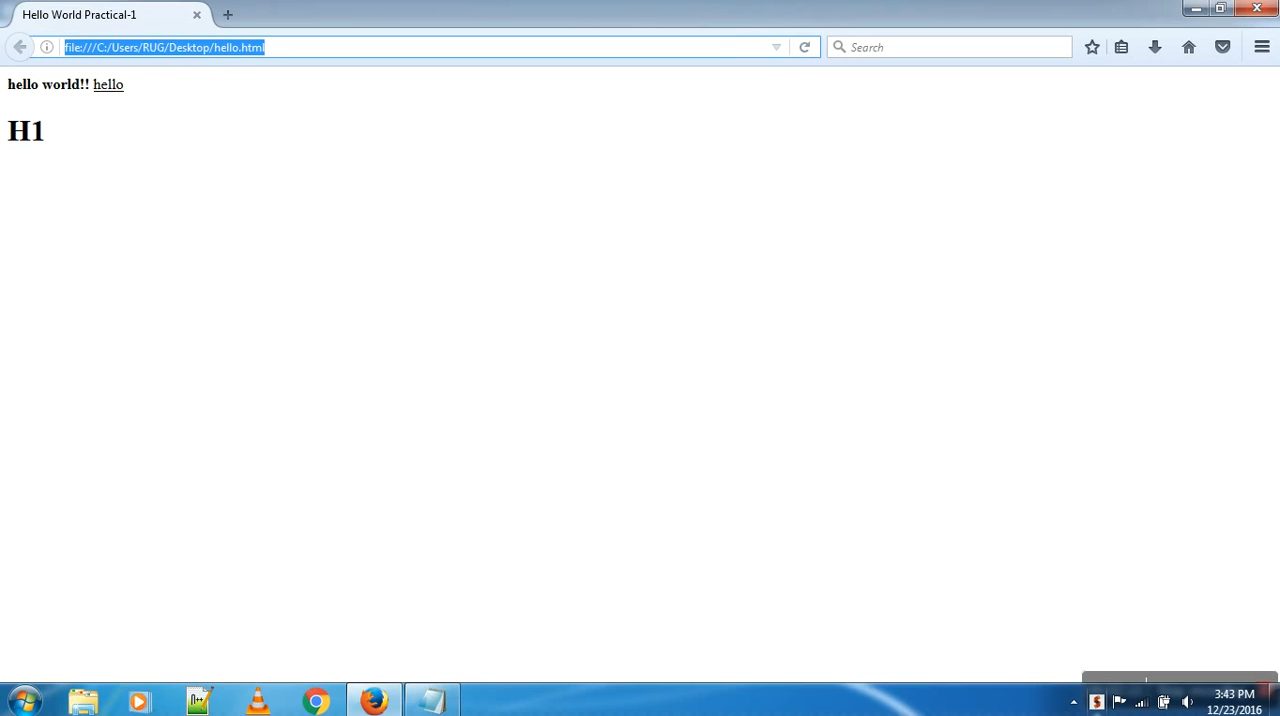 Hello World Practical-1
file:///C:/Users/RUG/Desktop/hello.html
Search
hello world!! hello
H1
3:43 PM
12/23/2016